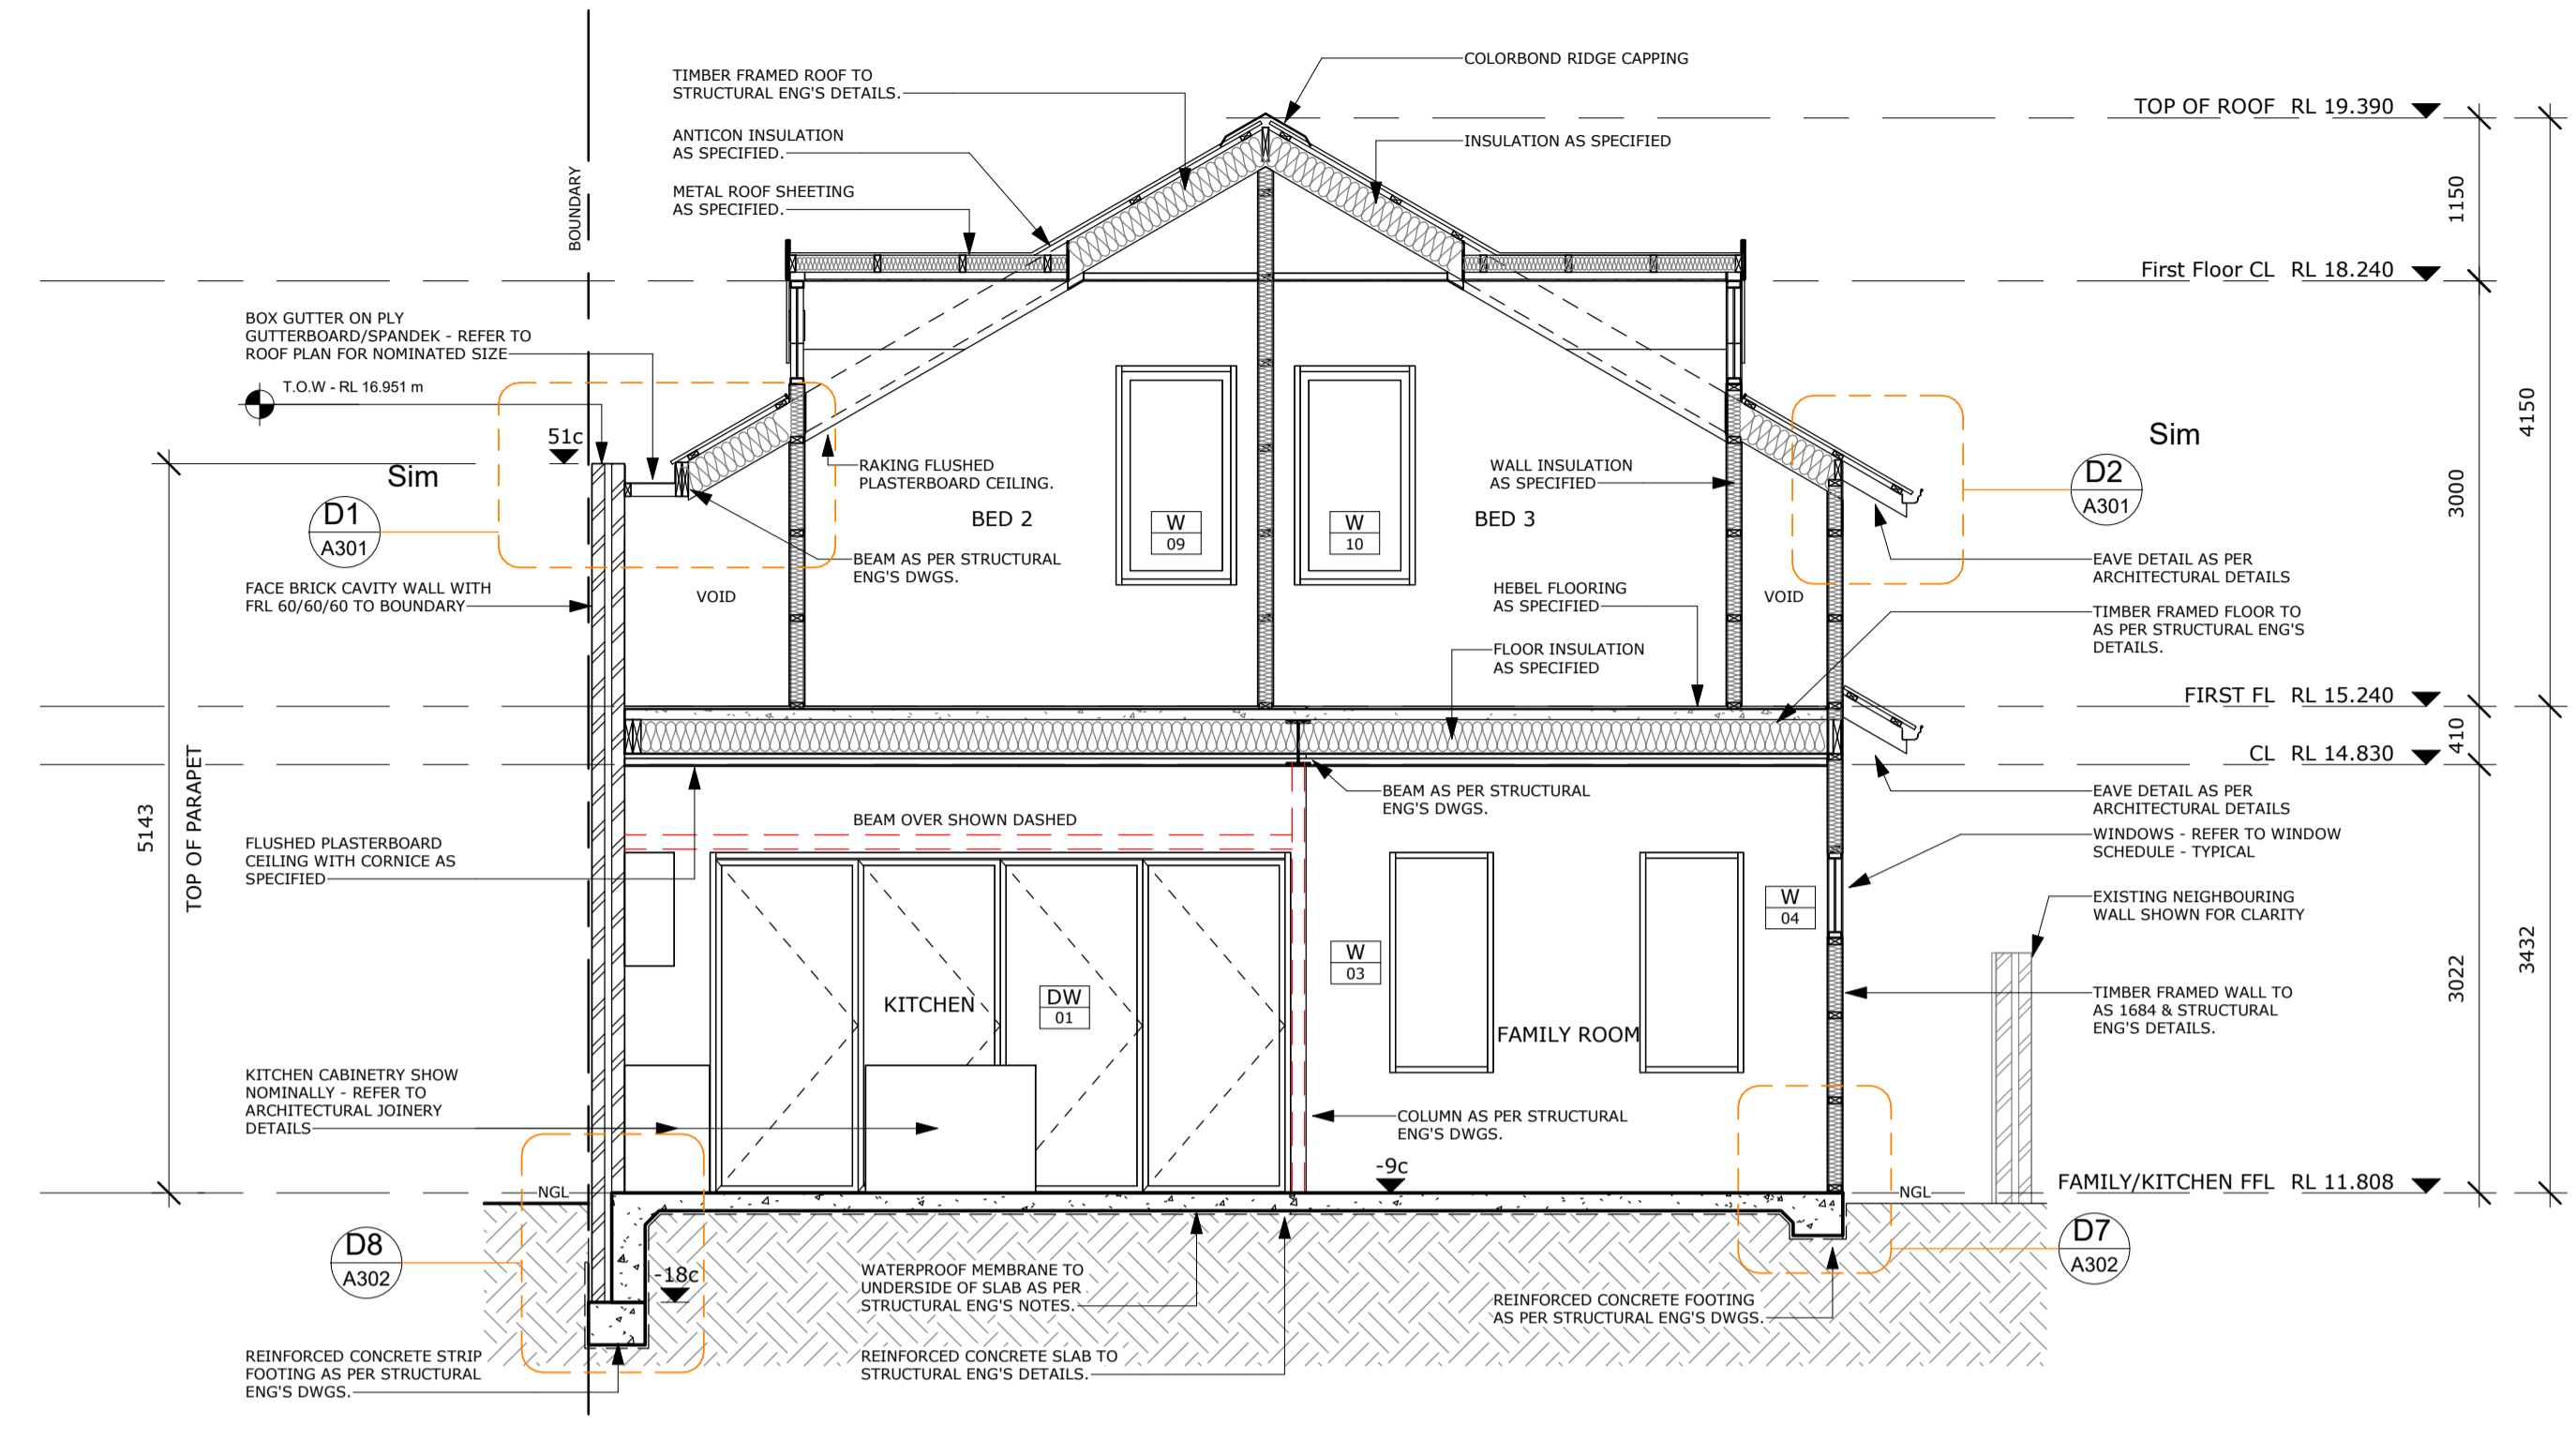 COLORBOND RIDGE CAPPING
TIMBER FRAMED ROOF TO
STRUCTURAL ENG'S DETAILS.
TOP OF ROOF RL 19.390
ANTICON INSULATION
AS SPECIFIED.
INSULATION AS SPECIFIED
METAL ROOF SHEETING
AS SPECIFIED.
BOUNDARY
1150
First Floor CL RL 18.240
BOX GUTTER ON PLY
GUTTERBOARD/SPANDEK - REFER TO
ROOF PLAN FOR NOMINATED SIZE
T.O.W - RL 16.951 m
51c
Sim
D1
A301
RAKING FLUSHED
PLASTERBOARD CEILING.
BED 2
W
09
W
10
BED 3
WALL INSULATION
AS SPECIFIED
Sim
D2
A301
4150
3000
BEAM AS PER STRUCTURAL
ENG'S DWGS.
EAVE DETAIL AS PER
ARCHITECTURAL DETAILS
FACE BRICK CAVITY WALL WITH
FRL 60/60/60 TO BOUNDARY
VOID
HEBEL FLOORING
AS SPECIFIED
VOID
TIMBER FRAMED FLOOR TO
AS PER STRUCTURAL ENG'S
DETAILS.
FLOOR INSULATION
AS SPECIFIED
FIRST FL RL 15.240
410
CL RL 14.830
BEAM AS PER STRUCTURAL
ENG'S DWGS.
EAVE DETAIL AS PER
ARCHITECTURAL DETAILS
BEAM OVER SHOWN DASHED
5143
TOP OF PARAPET
FLUSHED PLASTERBOARD
CEILING WITH CORNICE AS
SPECIFIED
WINDOWS - REFER TO WINDOW
SCHEDULE - TYPICAL
W
04
EXISTING NEIGHBOURING
WALL SHOWN FOR CLARITY
W
03
3022
3432
KITCHEN
DW
01
FAMILY ROOM
TIMBER FRAMED WALL TO
AS 1684 & STRUCTURAL
ENG'S DETAILS.
KITCHEN CABINETRY SHOW
NOMINALLY - REFER TO
ARCHITECTURAL JOINERY
DETAILS
COLUMN AS PER STRUCTURAL
ENG'S DWGS.
-9c
NGL
NGL
FAMILY/KITCHEN FFL RL 11.808
D8
A302
-18c
D7
A302
WATERPROOF MEMBRANE TO
UNDERSIDE OF SLAB AS PER
STRUCTURAL ENG'S NOTES.
REINFORCED CONCRETE FOOTING
AS PER STRUCTURAL ENG'S DWGS.
REINFORCED CONCRETE STRIP
FOOTING AS PER STRUCTURAL
ENG'S DWGS.
REINFORCED CONCRETE SLAB TO
STRUCTURAL ENG'S DETAILS.